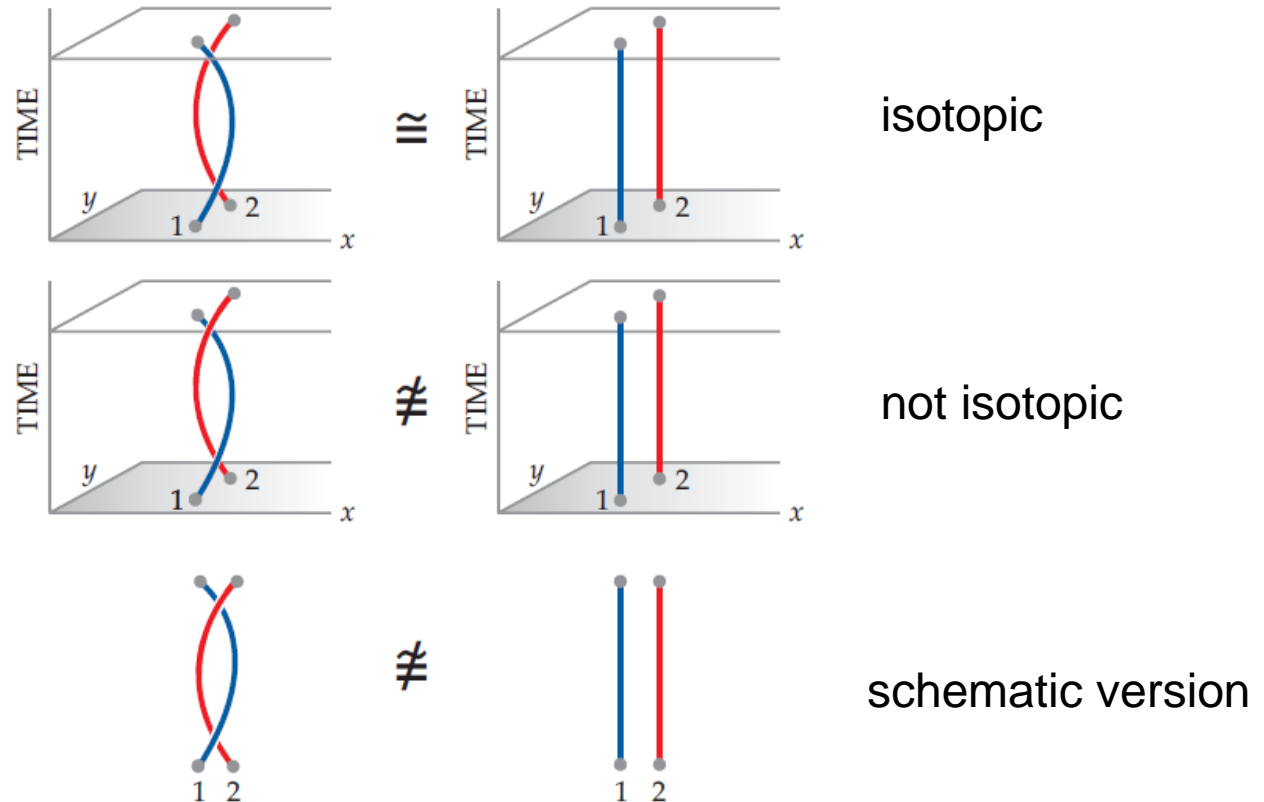 TIME
y
1
2
x
≅
TIME
y
1
2
x
isotopic
TIME
y
1
2
x
≇
TIME
y
1
2
x
not isotopic
1 2
≇
1 2
schematic version